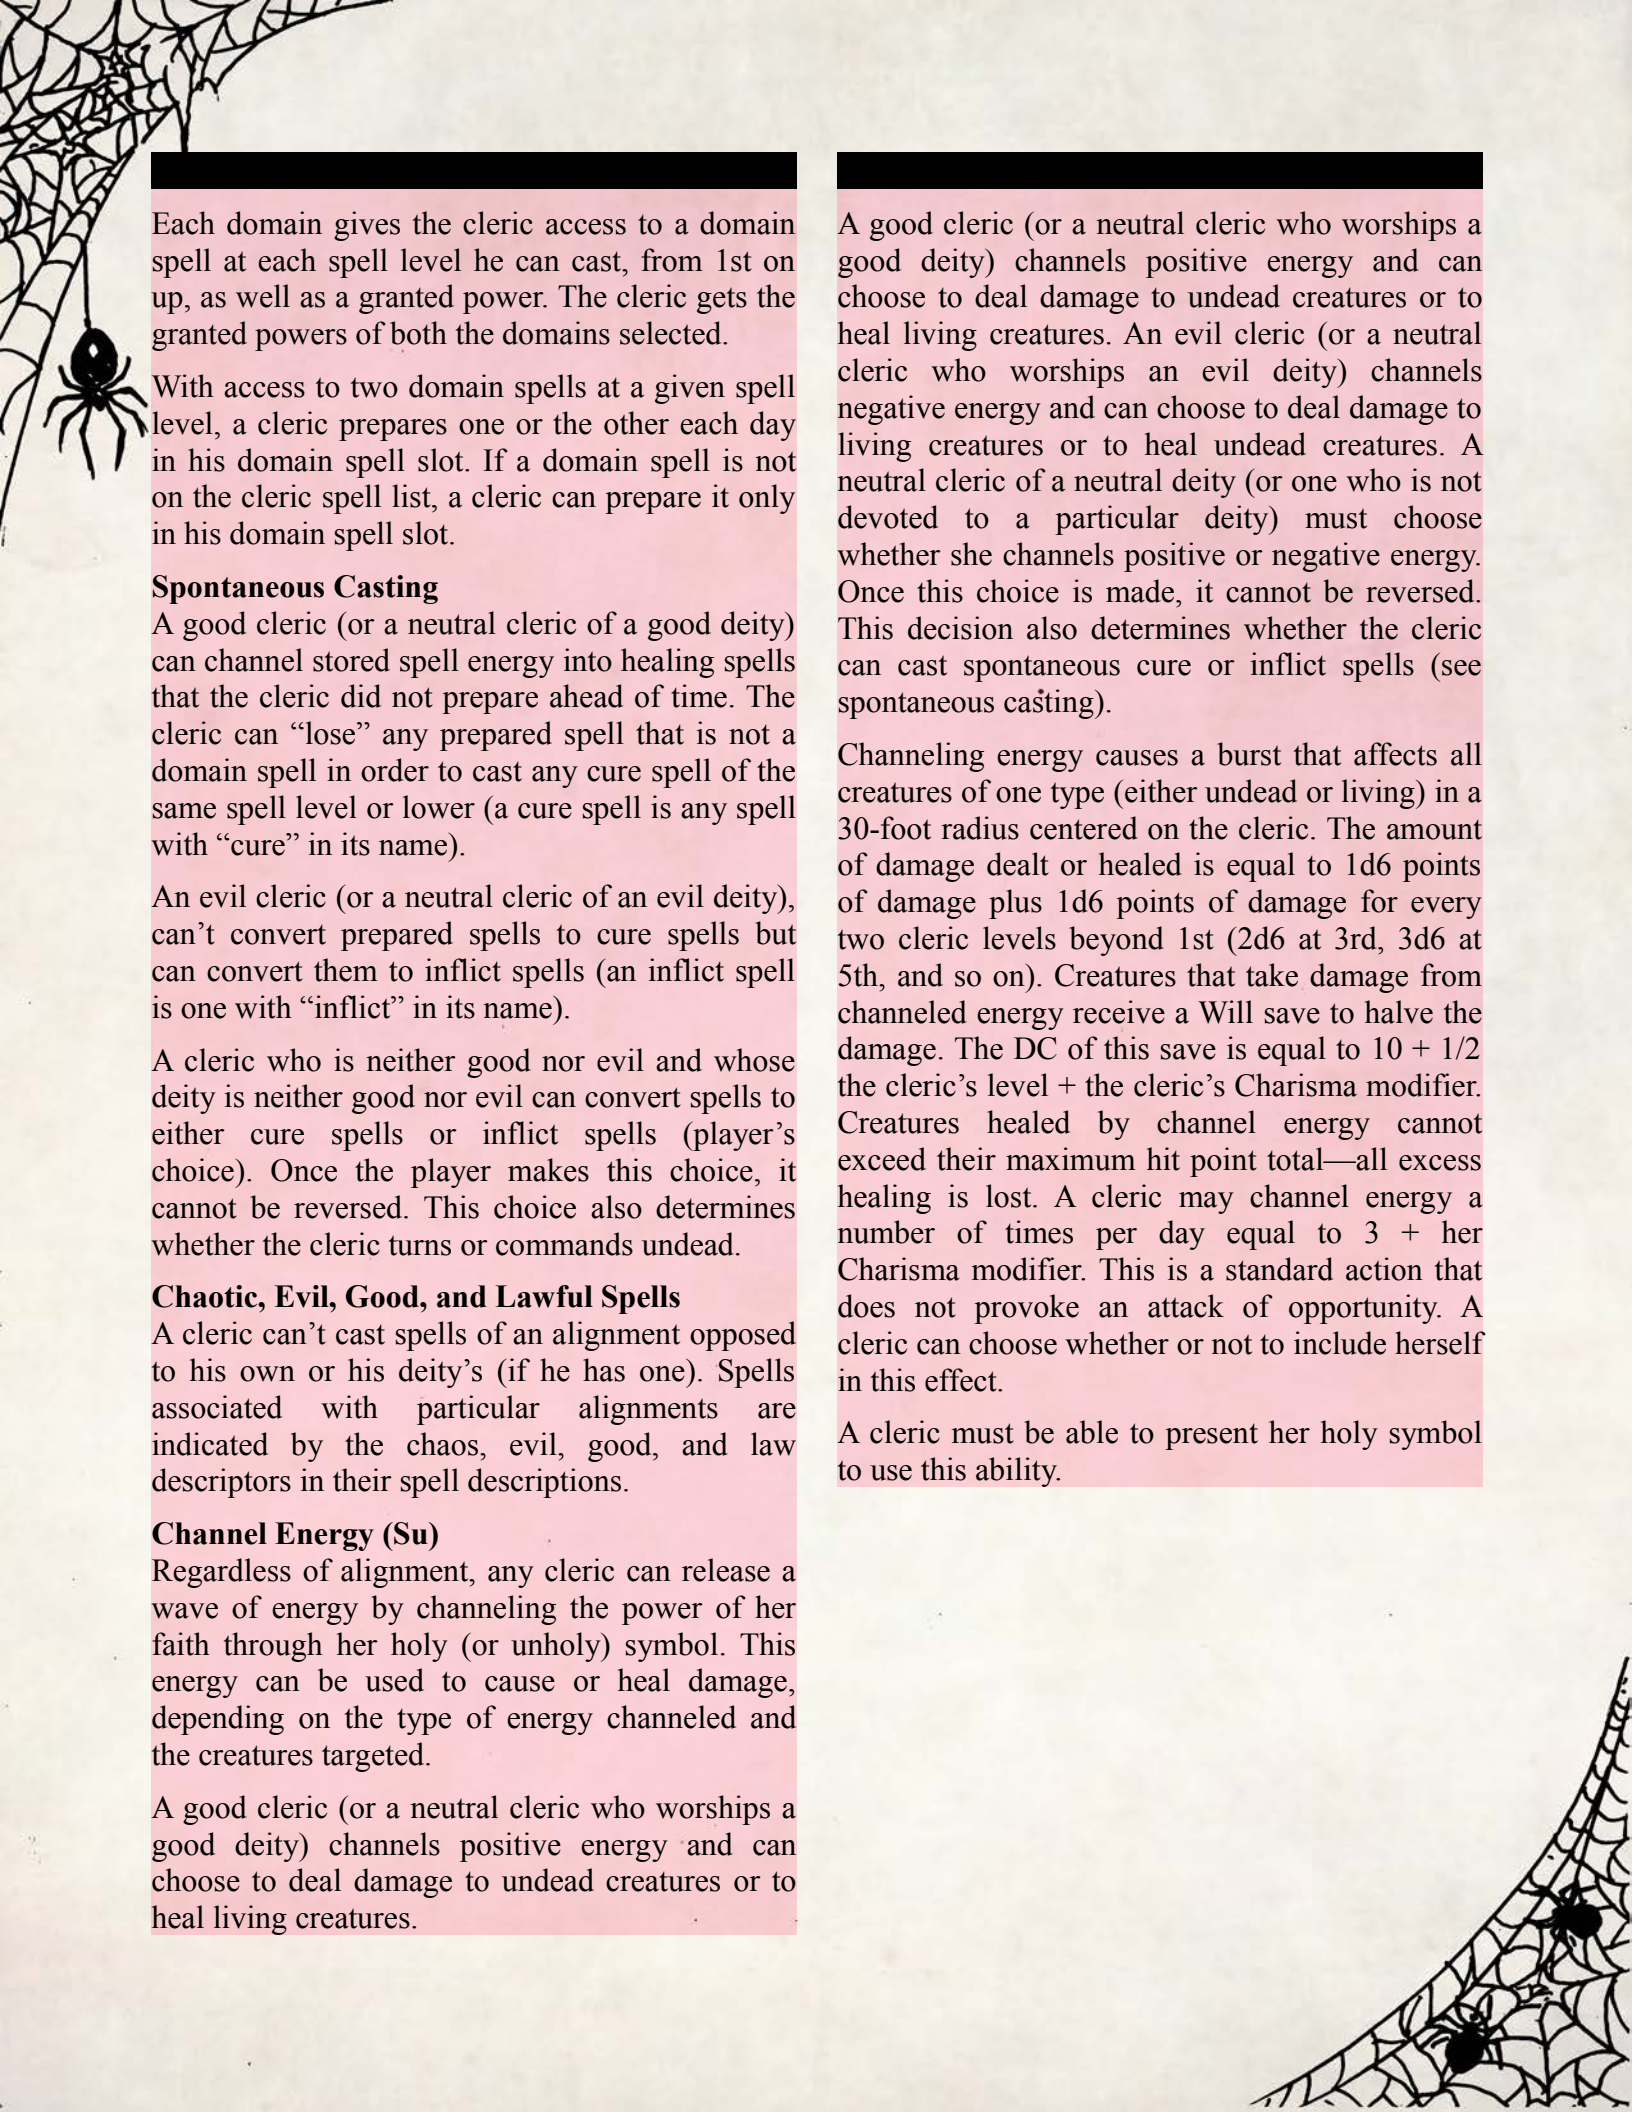 Each domain gives the cleric access to a domain
spell at each spell level he can cast, from 1st on
up, as well as a granted power. The cleric gets the
granted powers of both the domains selected.
With access to two domain spells at a given spell
level, a cleric prepares one or the other each day
in his domain spell slot. If a domain spell is not
on the cleric spell list, a cleric can prepare it only
in his domain spell slot.
Spontaneous Casting
A good cleric (or a neutral cleric of a good deity)
can channel stored spell energy into healing spells
that the cleric did not prepare ahead of time. The
cleric can “lose” any prepared spell that is not a
domain spell in order to cast any cure spell of the
same spell level or lower (a cure spell is any spell
with “cure” in its name).
An evil cleric (or a neutral cleric of an evil deity),
can’t convert prepared spells to cure spells but
can convert them to inflict spells (an inflict spell
is one with “inflict” in its name).
A cleric who is neither good nor evil and whose
deity is neither good nor evil can convert spells to
either cure spells or inflict spells (player’s
choice). Once the player makes this choice, it
cannot be reversed. This choice also determines
whether the cleric turns or commands undead.
Chaotic, Evil, Good, and Lawful Spells
A cleric can’t cast spells of an alignment opposed
to his own or his deity’s (if he has one). Spells
associated with particular alignments are
indicated by the chaos, evil, good, and law
descriptors in their spell descriptions.
Channel Energy (Su)
Regardless of alignment, any cleric can release a
wave of energy by channeling the power of her
faith through her holy (or unholy) symbol. This
energy can be used to cause or heal damage,
depending on the type of energy channeled and
the creatures targeted.
A good cleric (or a neutral cleric who worships a
good deity) channels positive energy and can
choose to deal damage to undead creatures or to
heal living creatures.
A good cleric (or a neutral cleric who worships a
good deity) channels positive energy and can
choose to deal damage to undead creatures or to
heal living creatures. An evil cleric (or a neutral
cleric who worships an evil deity) channels
negative energy and can choose to deal damage to
living creatures or to heal undead creatures. A
neutral cleric of a neutral deity (or one who is not
devoted to a particular deity) must choose
whether she channels positive or negative energy.
Once this choice is made, it cannot be reversed.
This decision also determines whether the cleric
can cast spontaneous cure or inflict spells (see
spontaneous casting).
Channeling energy causes a burst that affects all
creatures of one type (either undead or living) in a
30-foot radius centered on the cleric. The amount
of damage dealt or healed is equal to 1d6 points
of damage plus 1d6 points of damage for every
two cleric levels beyond 1st (2d6 at 3rd, 3d6 at
5th, and so on). Creatures that take damage from
channeled energy receive a Will save to halve the
damage. The DC of this save is equal to 10 + 1/2
the cleric’s level + the cleric’s Charisma modifier.
Creatures healed by channel energy cannot
exceed their maximum hit point total—all excess
healing is lost. A cleric may channel energy a
number of times per day equal to 3 + her
Charisma modifier. This is a standard action that
does not provoke an attack of opportunity. A
cleric can choose whether or not to include herself
in this effect.
A cleric must be able to present her holy symbol
to use this ability.